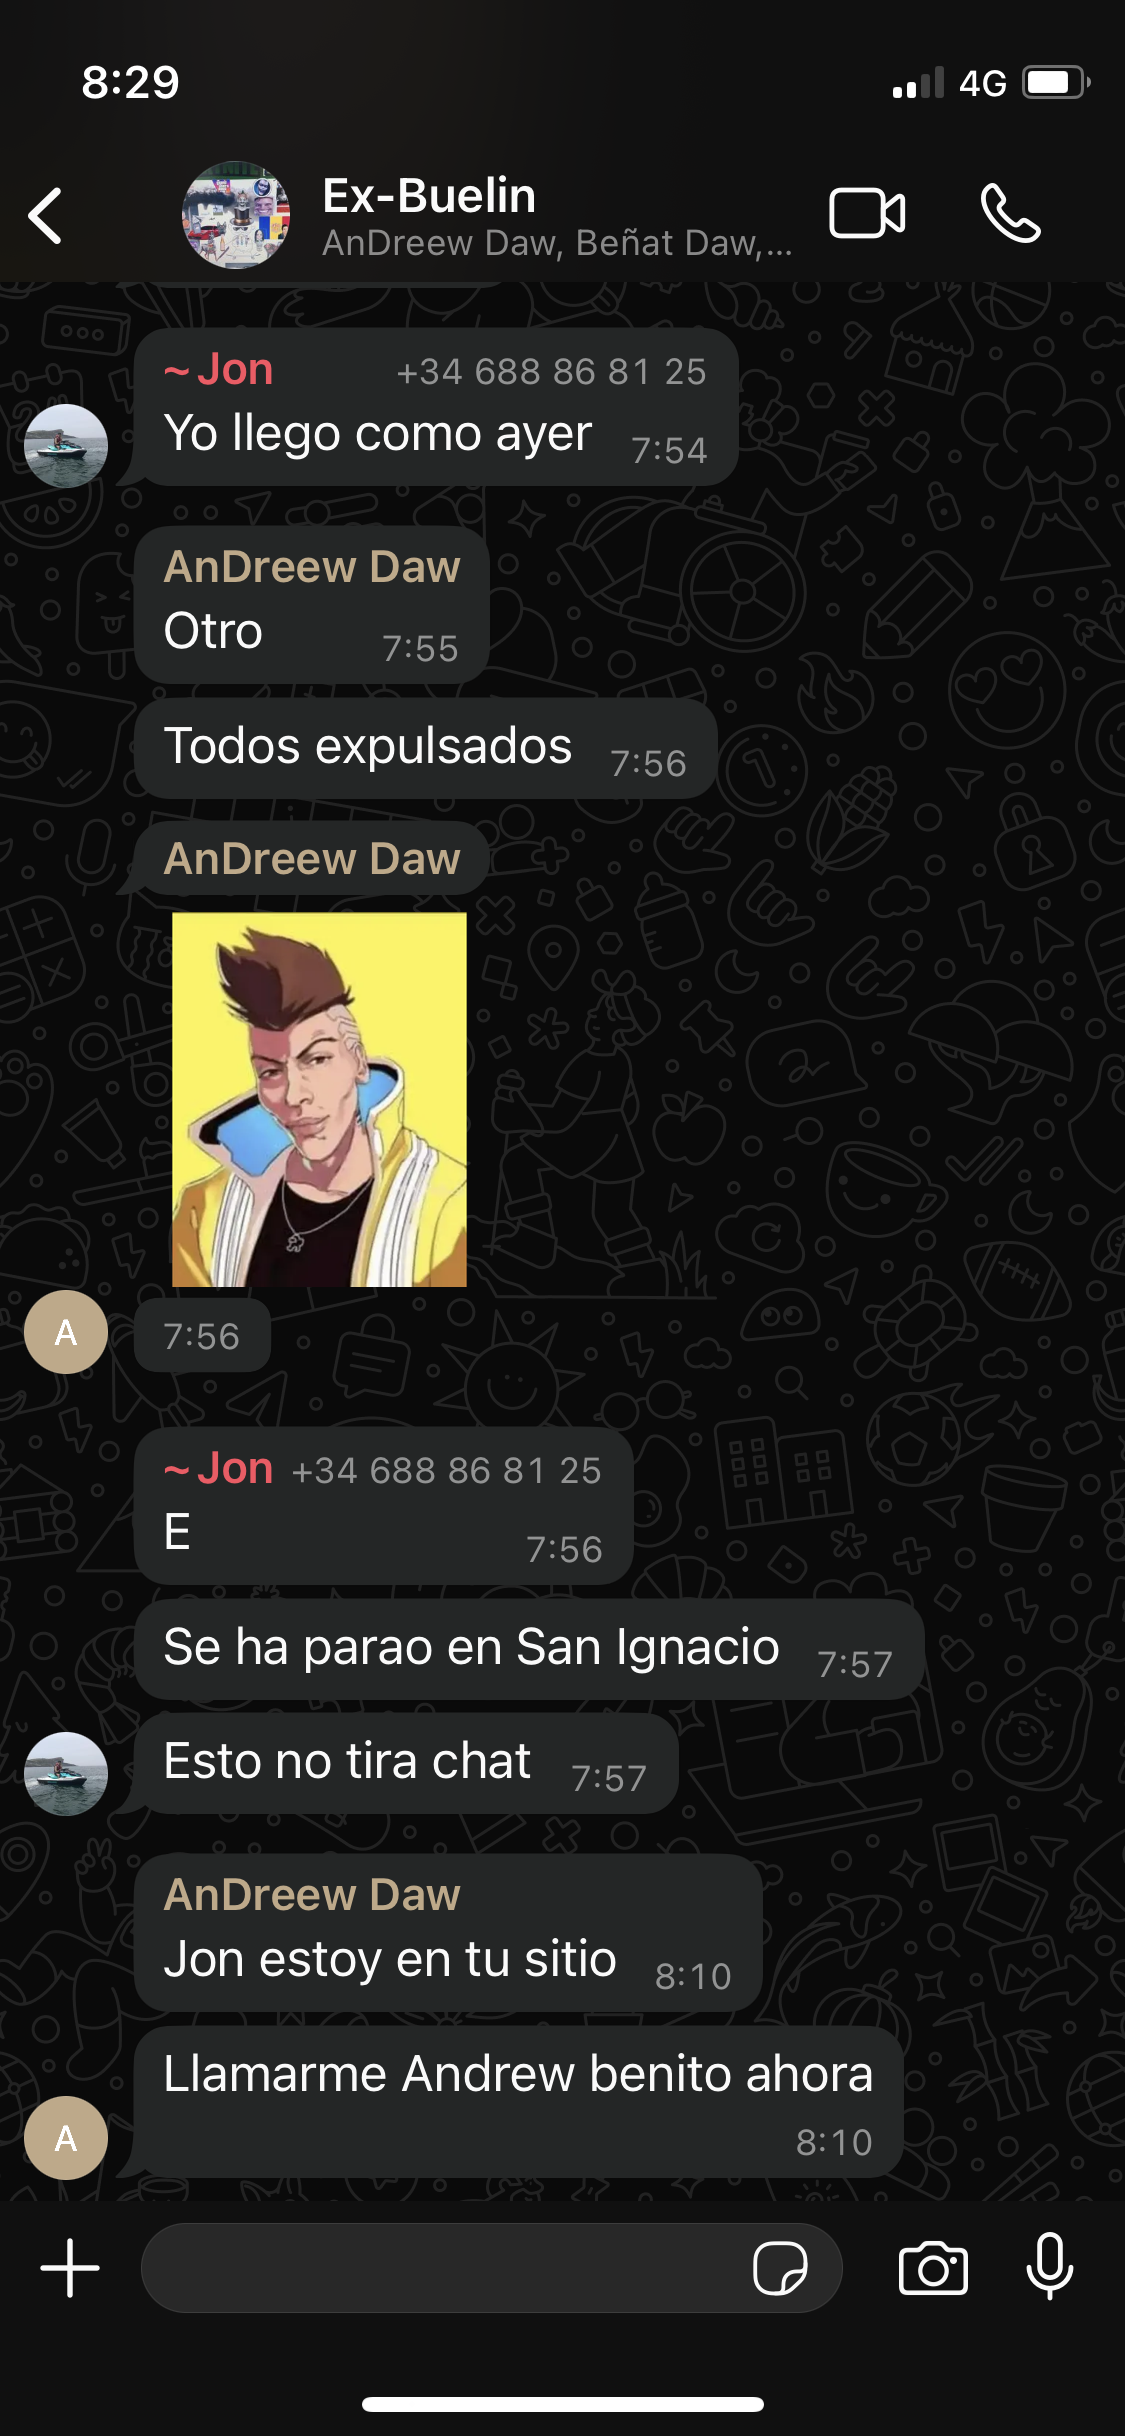 8:29
4G
Ex-Buelin
AnDreew Daw, Beñat Daw,...
~Jon +34 688 86 81 25
Yo llego como ayer 7:54
AnDreew Daw
Otro 7:55
Todos expulsados 7:56
AnDreew Daw
A 7:56
~Jon +34 688 86 81 25
E 7:56
Se ha parao en San Ignacio 7:57
Esto no tira chat 7:57
AnDreew Daw
Jon estoy en tu sitio 8:10
Llamarme Andrew benito ahora
A 8:10